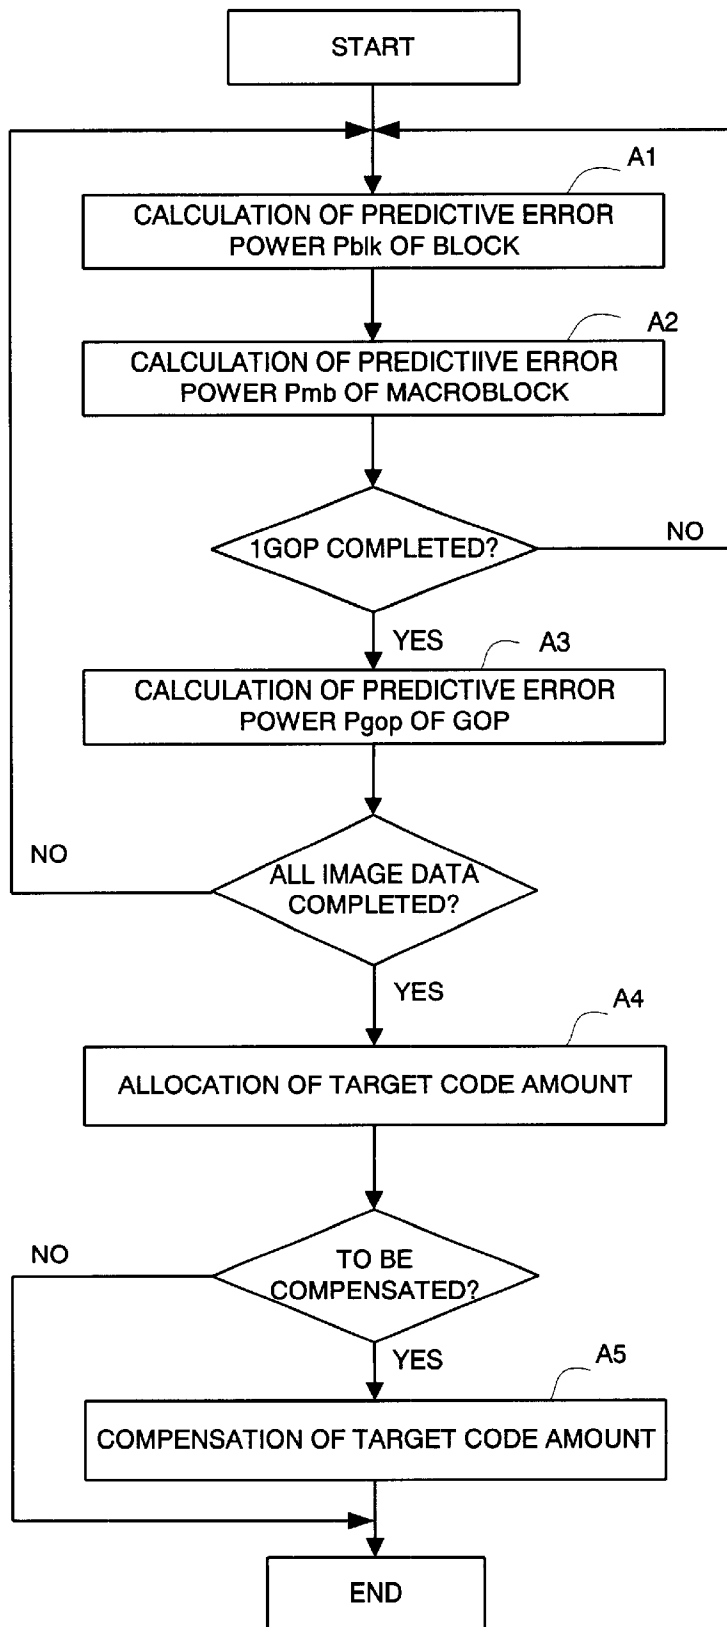 START
A1
CALCULATION OF PREDICTIVE ERROR
POWER Pblk OF BLOCK
A2
CALCULATION OF PREDICTIIVE ERROR
POWER Pmb OF MACROBLOCK
1GOP COMPLETED?
NO
YES
A3
CALCULATION OF PREDICTIVE ERROR
POWER Pgop OF GOP
NO
ALL IMAGE DATA
COMPLETED?
YES
A4
ALLOCATION OF TARGET CODE AMOUNT
NO
TO BE
COMPENSATED?
YES
A5
COMPENSATION OF TARGET CODE AMOUNT
END